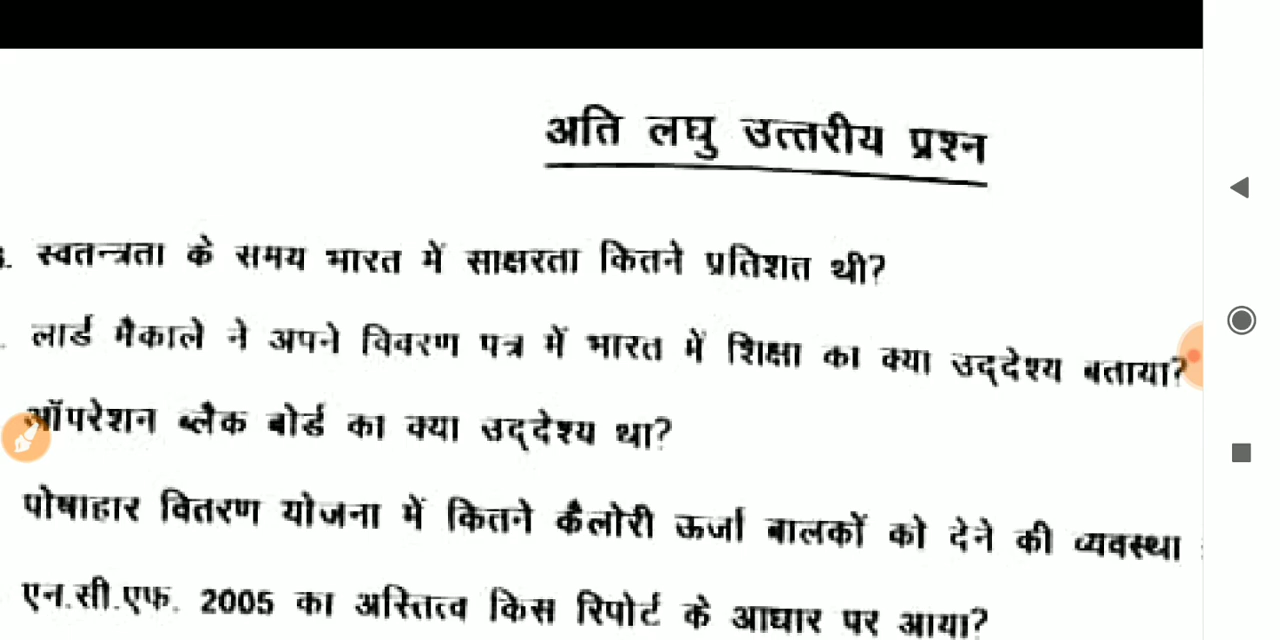 अति लघु उत्तरीय प्रश्न
स्वतन्त्रता के समय भारत में साक्षरता कितने प्रतिशत थी?
लार्ड मैकाले ने अपने विवरण पत्र में भारत में शिक्षा का क्या उद्देश्य बताया?
ऑपरेशन ब्लैक बोर्ड का क्या उद्देश्य था?
पोषाहार वितरण योजना में कितने कैलोरी ऊर्जा बालकों को देने की व्यवस्था
एन.सी.एफ. 2005 का अस्तित्व किस रिपोर्ट के आधार पर आया?